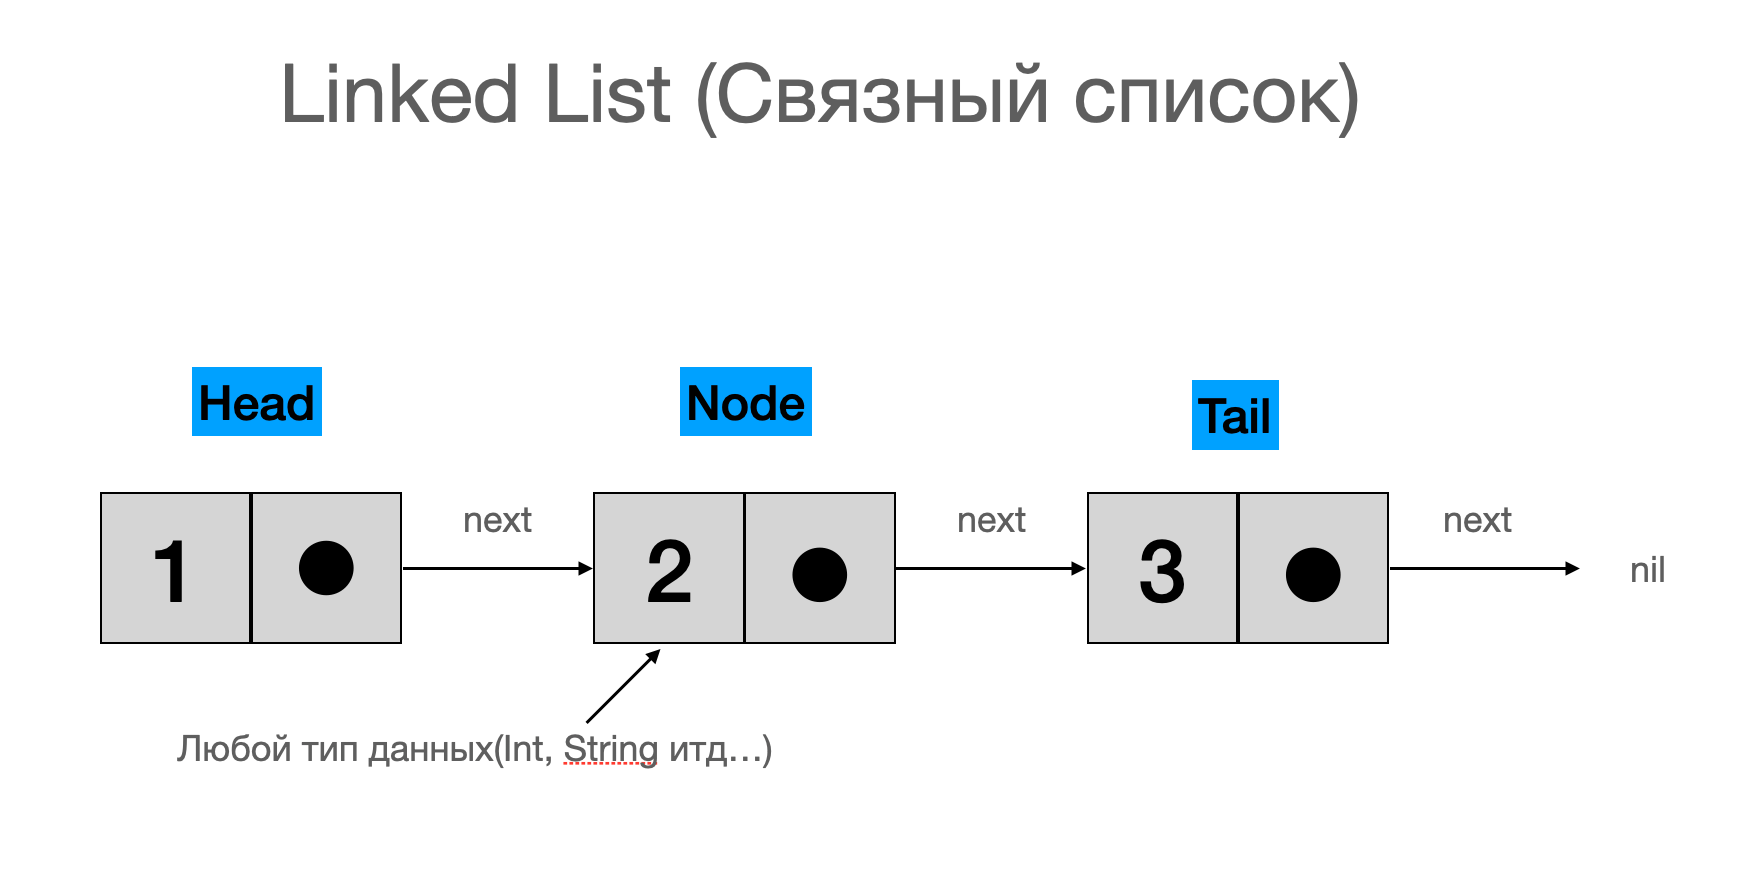 Linked List (Связный список)
Head
Node
Tail
1
next
2
next
3
next
nil
Любой тип данных(Int, String итд...)